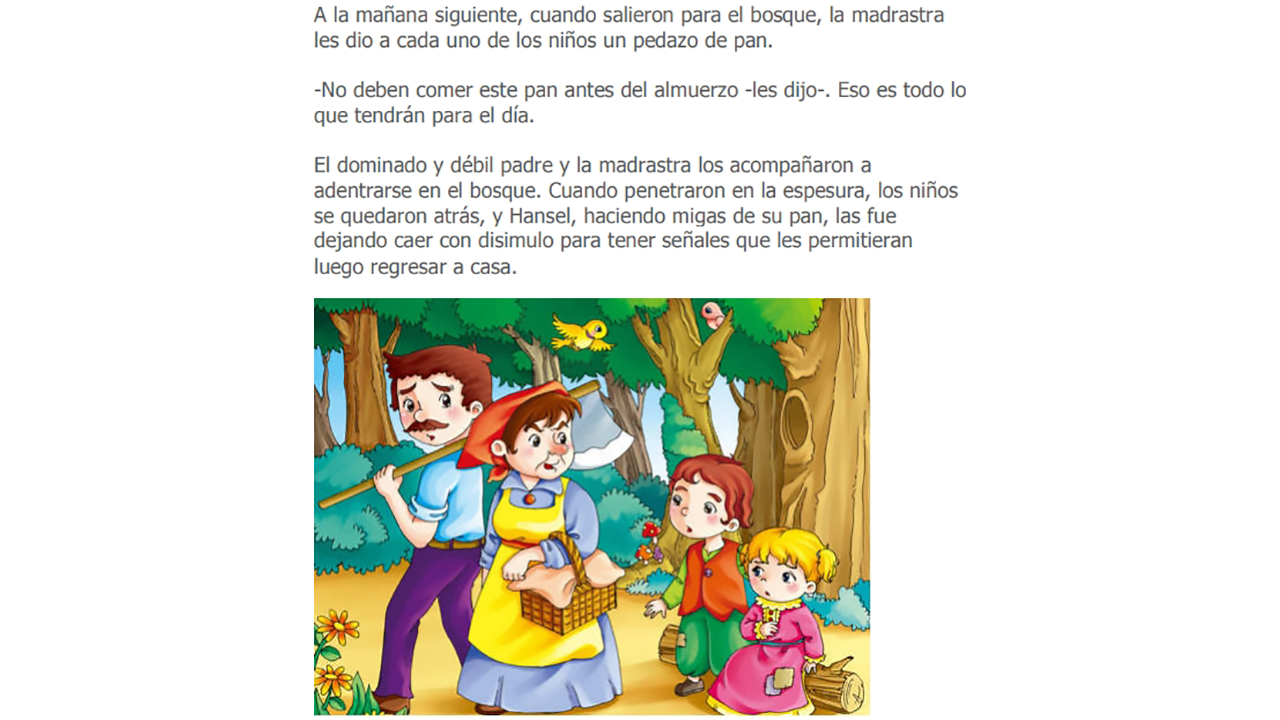 A la mañana siguiente, cuando salieron para el bosque, la madrastra
les dio a cada uno de los niños un pedazo de pan.
-No deben comer este pan antes del almuerzo -les dijo-. Eso es todo lo
que tendrán para el día.
El dominado y débil padre y la madrastra los acompañaron a
adentrarse en el bosque. Cuando penetraron en la espesura, los niños
se quedaron atrás, y Hansel, haciendo migas de su pan, las fue
dejando caer con disimulo para tener señales que les permitieran
luego regresar a casa.